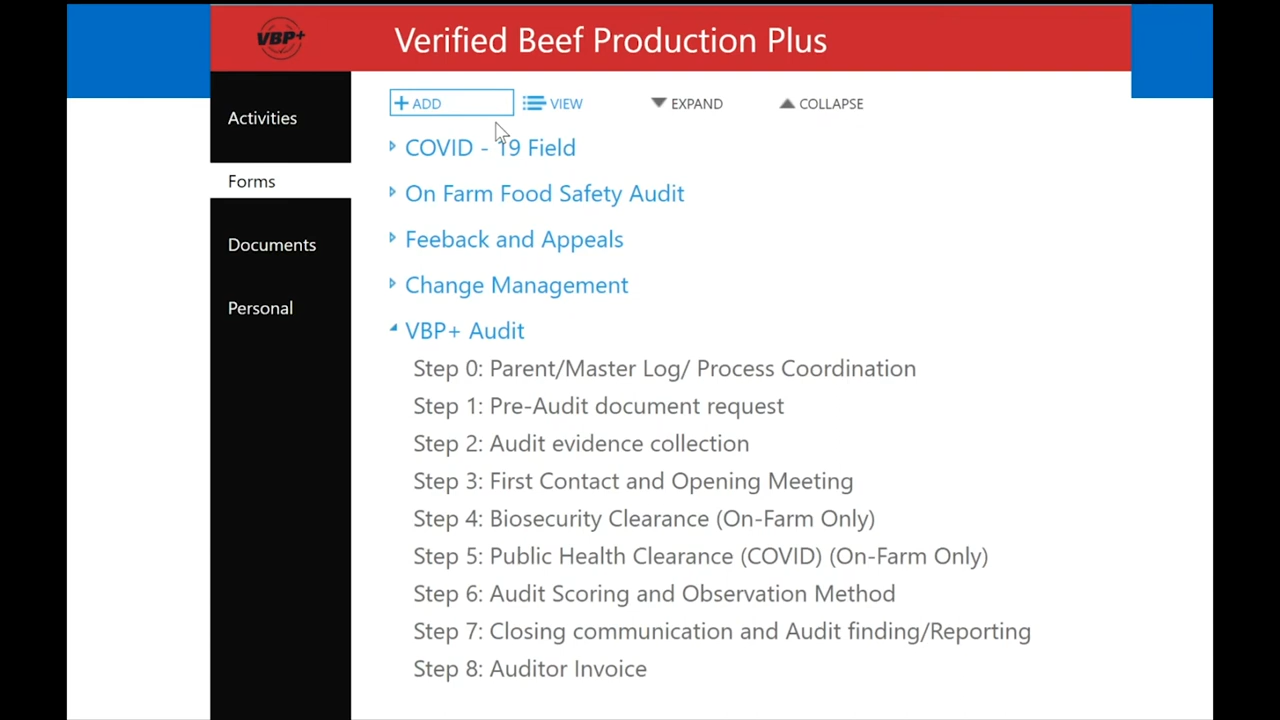 VBP+
Verified Beef Production Plus
Activities
Forms
Documents
Personal
+ ADD
VIEW
EXPAND
COLLAPSE
COVID - 19 Field
On Farm Food Safety Audit
Feeback and Appeals
Change Management
VBP+ Audit
Step 0: Parent/Master Log/ Process Coordination
Step 1: Pre-Audit document request
Step 2: Audit evidence collection
Step 3: First Contact and Opening Meeting
Step 4: Biosecurity Clearance (On-Farm Only)
Step 5: Public Health Clearance (COVID) (On-Farm Only)
Step 6: Audit Scoring and Observation Method
Step 7: Closing communication and Audit finding/Reporting
Step 8: Auditor Invoice